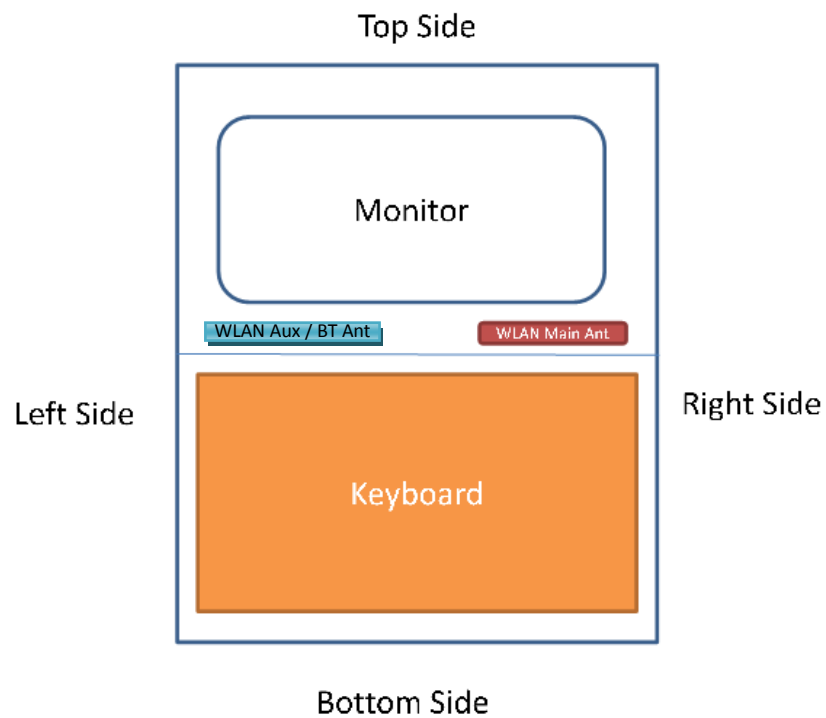 Top Side
Monitor
WLAN Aux / BT Ant
WLAN Main Ant
Left Side
Right Side
Keyboard
Bottom Side